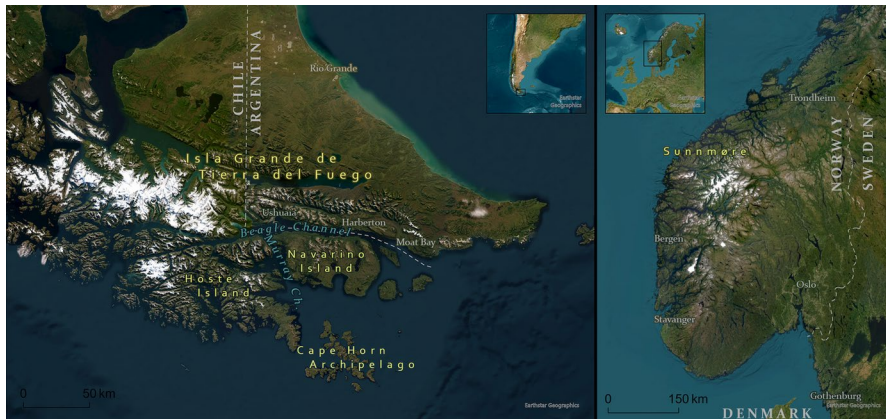 CHILE
ARGENTINA
Rio Grande
Earthstar
Geographics
Isla Grande de
Tierra del Fuego
Ushuaia
Harberton
Beagle Channel
Moat Bay
Murray Ch
Navarino
Island
Hoste
Island
Cape Horn
Archipelago
0 50 km
Earthstar Geographics
Earthstar
Geographics
Trondheim
NORWAY
SWEDEN
Sunnmøre
Bergen
Oslo
Stavanger
0 150 km
Gothenburg
Earthstar Geographics
DENMARK